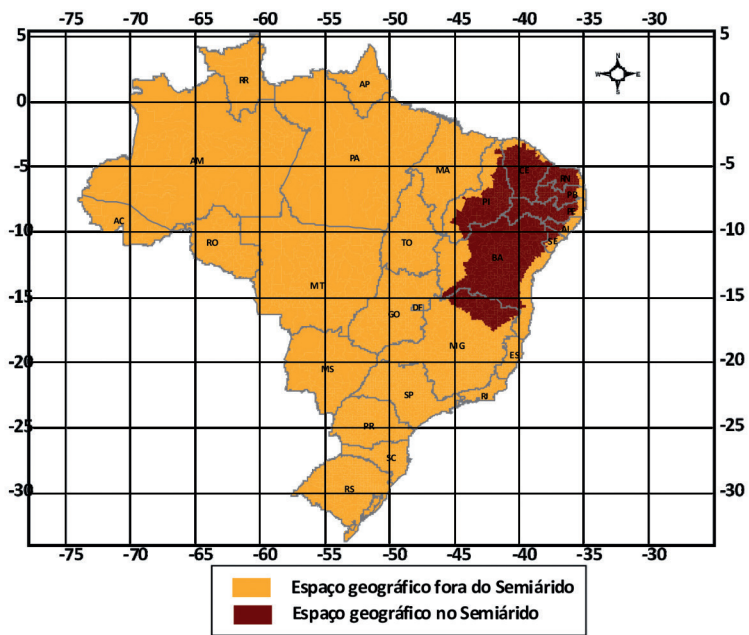 -75 -70 -65 -60 -55 -50 -45 -40 -35 -30
5 5
N
W E
S
RR AP
0 0
AM PA MA CE
-5 -5
RN
PI PB
AC PE
AL
-10 -10
RO TO SE
BA
MT
-15 -15
GO DF
MG
ES
-20 -20
MS
SP RJ
-25 -25
PR
SC
RS
-30 -30
-75 -70 -65 -60 -55 -50 -45 -40 -35 -30
Espaço geográfico fora do Semiárido
Espaço geográfico no Semiárido